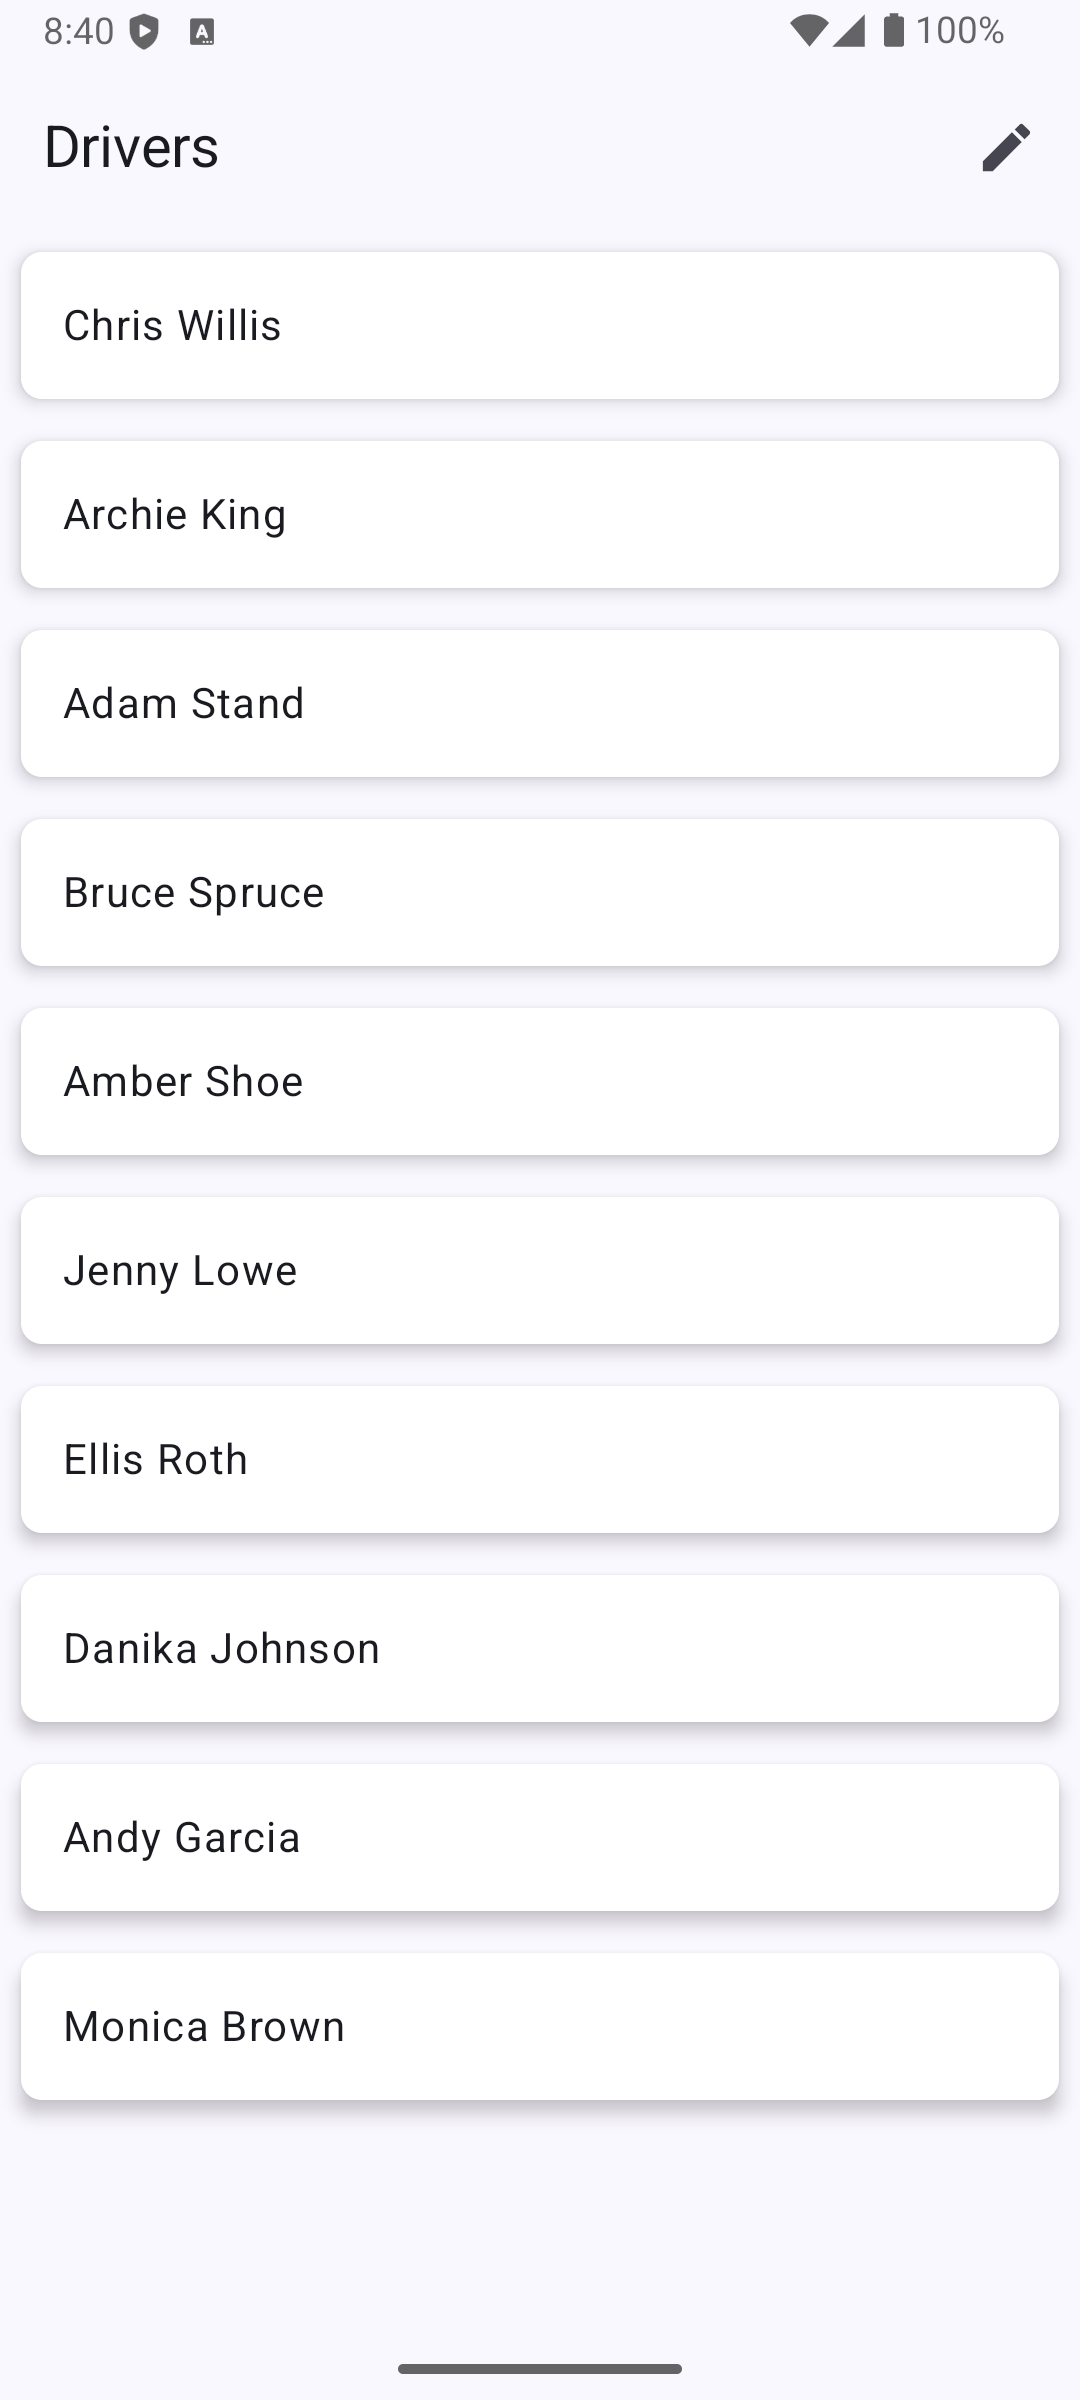 8:40 100%
Drivers
Chris Willis
Archie King
Adam Stand
Bruce Spruce
Amber Shoe
Jenny Lowe
Ellis Roth
Danika Johnson
Andy Garcia
Monica Brown